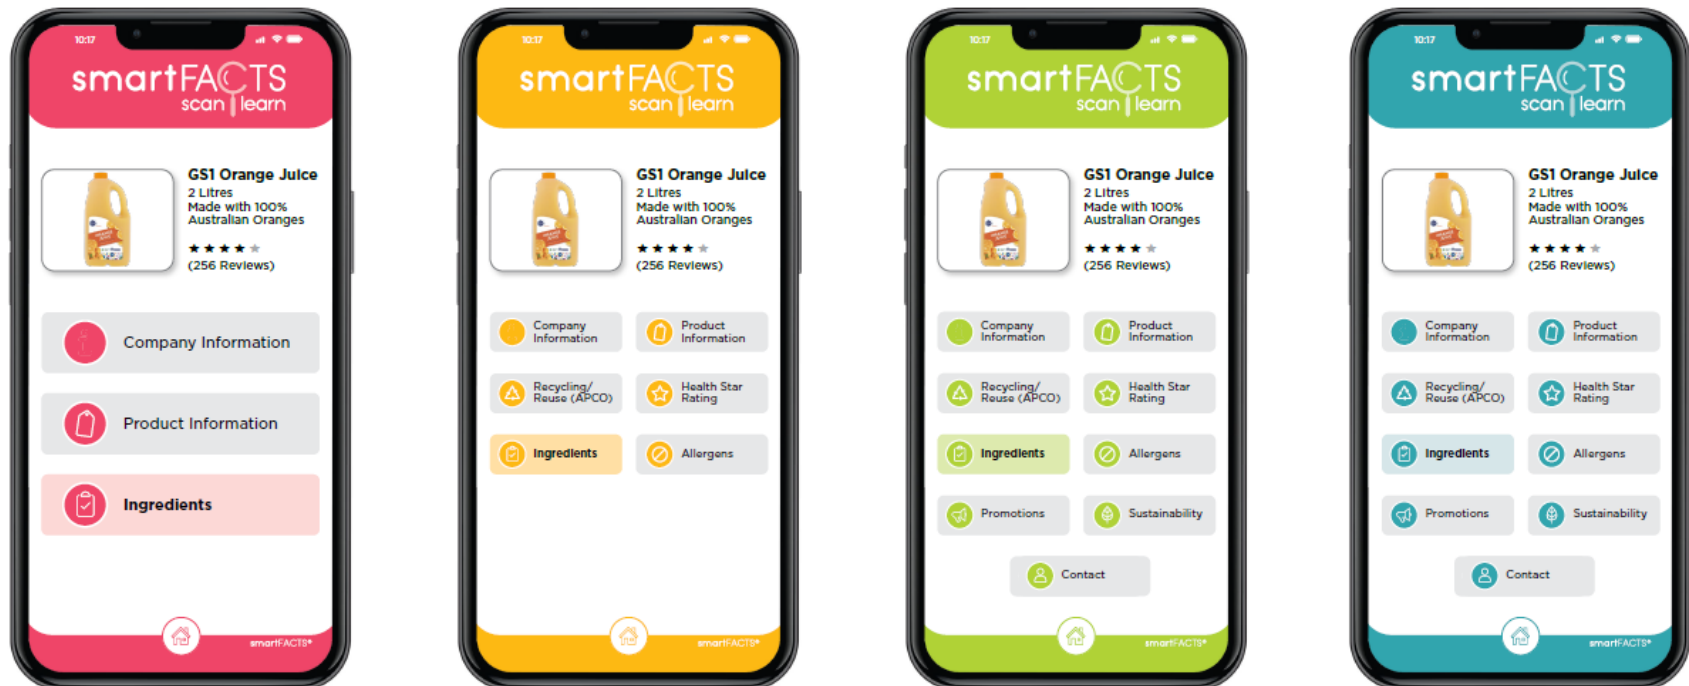 10:17
smartFACTS
scan learn
GS1 Orange Juice
2 Litres
Made with 100%
Australian Oranges
(256 Reviews)
Company Information
Product Information
Ingredients
smartFACTS®
10:17
smartFACTS
scan learn
GS1 Orange Juice
2 Litres
Made with 100%
Australian Oranges
(256 Reviews)
Company
Information
Product
Information
Recycling/
Reuse (APCO)
Health Star
Rating
Ingredients
Allergens
smartFACTS®
10:17
smartFACTS
scan learn
GS1 Orange Juice
2 Litres
Made with 100%
Australian Oranges
(256 Reviews)
Company
Information
Product
Information
Recycling/
Reuse (APCO)
Health Star
Rating
Ingredients
Allergens
Promotions
Sustainability
Contact
smartFACTS®
10:17
smartFACTS
scan learn
GS1 Orange Juice
2 Litres
Made with 100%
Australian Oranges
(256 Reviews)
Company
Information
Product
Information
Recycling/
Reuse (APCO)
Health Star
Rating
Ingredients
Allergens
Promotions
Sustainability
Contact
smartFACTS®